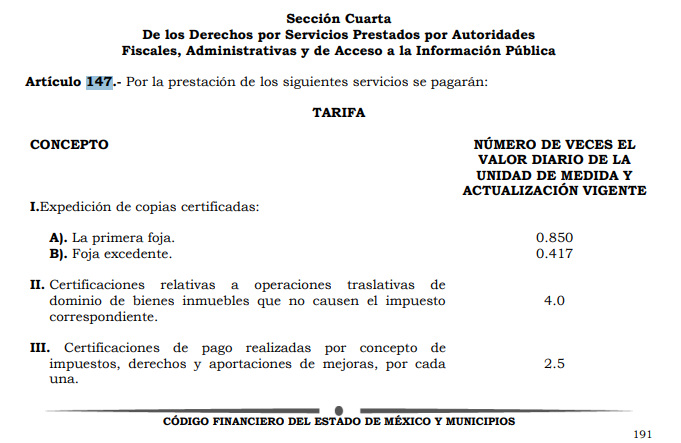 Sección Cuarta
De los Derechos por Servicios Prestados por Autoridades
Fiscales, Administrativas y de Acceso a la Información Pública
Artículo 147.- Por la prestación de los siguientes servicios se pagarán:
TARIFA
CONCEPTO
NÚMERO DE VECES EL
VALOR DIARIO DE LA
UNIDAD DE MEDIDA Y
ACTUALIZACIÓN VIGENTE
I.Expedición de copias certificadas:
A). La primera foja. 0.850
B). Foja excedente. 0.417
II. Certificaciones relativas a operaciones traslativas de
dominio de bienes inmuebles que no causen el impuesto 4.0
correspondiente.
III. Certificaciones de pago realizadas por concepto de
impuestos, derechos y aportaciones de mejoras, por cada 2.5
una.
CÓDIGO FINANCIERO DEL ESTADO DE MÉXICO Y MUNICIPIOS
191